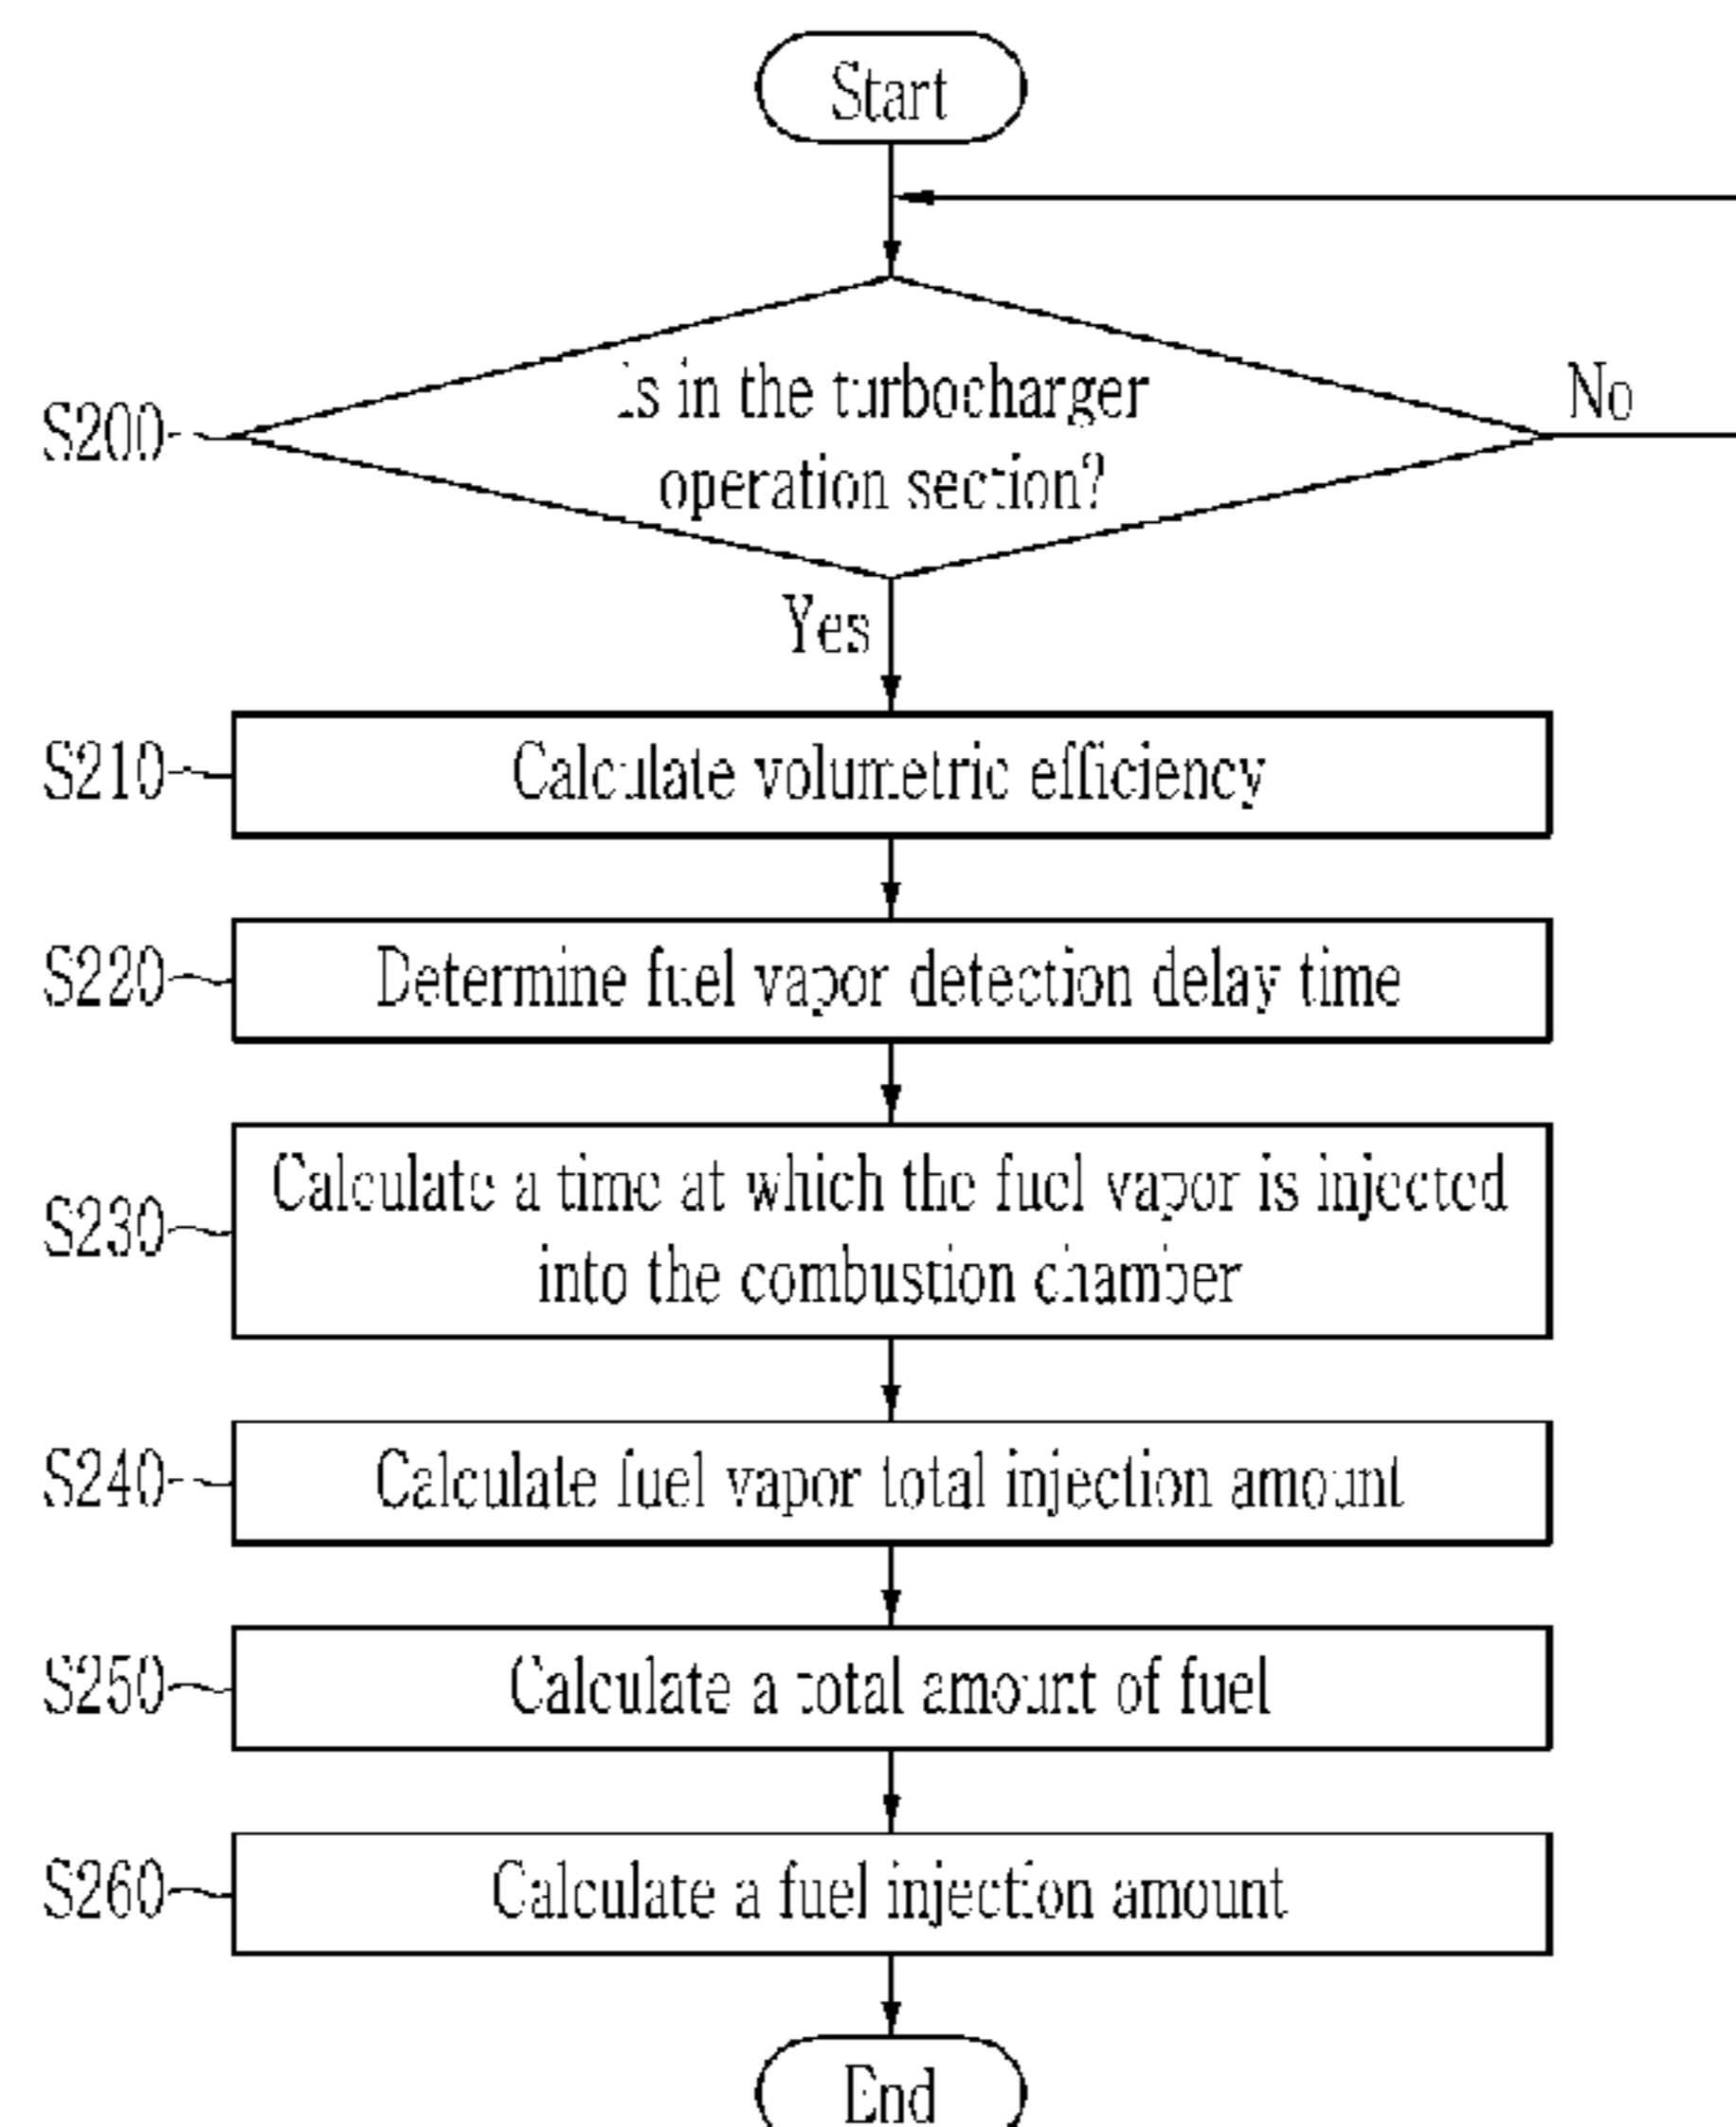 Start
Is in the turbocharger
No
S200
operation section?
Yes
S210
Calculate volumetric efficiency
S220
Determine fuel vapor detection delay time
Calculate a time at which the fuel vapor is injected
S230
into the combustion chamber
S240
Calculate fuel vapor total injection amount
S250
Calculate a total amount of fuel
S260
Calculate a fuel injection amount
End